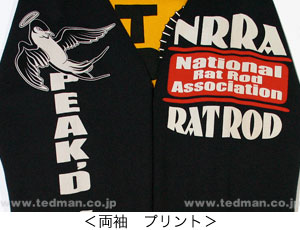 PEAK'D
T
NRRA
National
Rat Rod
Association
RAT ROD
www.tedman.co.jp
www.tedman.co.jp
＜両袖　プリント＞